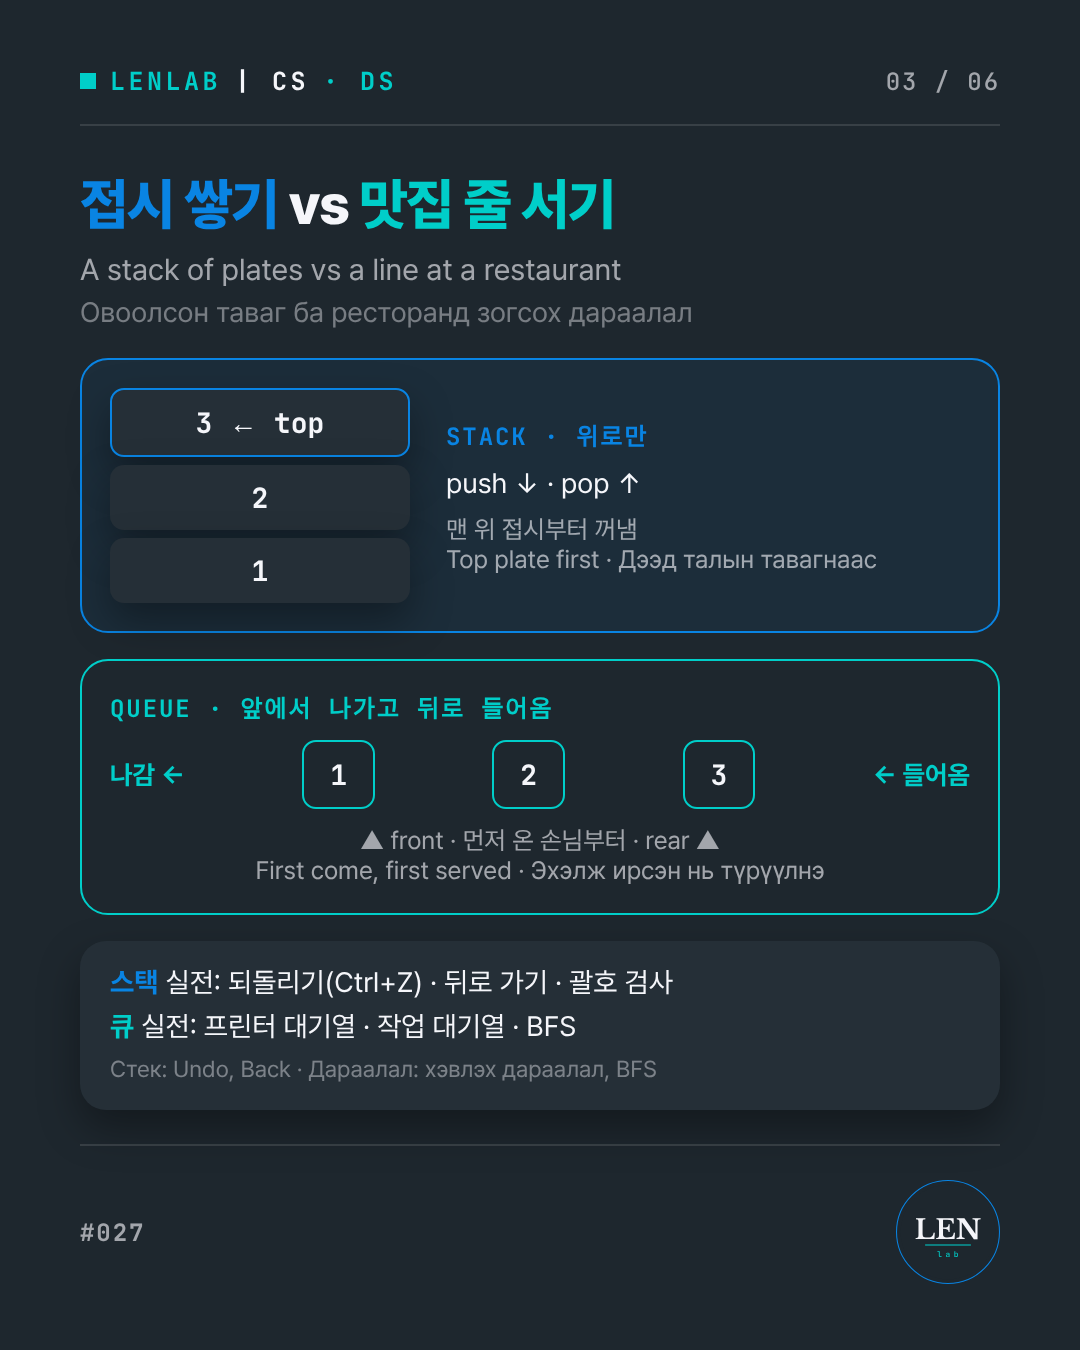 LENLAB | CS · DS
03 / 06
접시 쌓기 vs 맛집 줄 서기
A stack of plates vs a line at a restaurant
Овоолсон таваг ба ресторанд зогсох дараалал
3 ← top
2
1
STACK · 위로만
push ↓ · pop ↑
맨 위 접시부터 꺼냄
Top plate first · Дээд талын тавагнаас
QUEUE · 앞에서 나가고 뒤로 들어옴
나감 ← 1 2 3 ← 들어옴
▲ front · 먼저 온 손님부터 · rear ▲
First come, first served · Эхэлж ирсэн нь түрүүлнэ
스택 실전: 되돌리기(Ctrl+Z) · 뒤로 가기 · 괄호 검사
큐 실전: 프린터 대기열 · 작업 대기열 · BFS
Стек: Undo, Back · Дараалал: хэвлэх дараалал, BFS
#027
LEN
lab